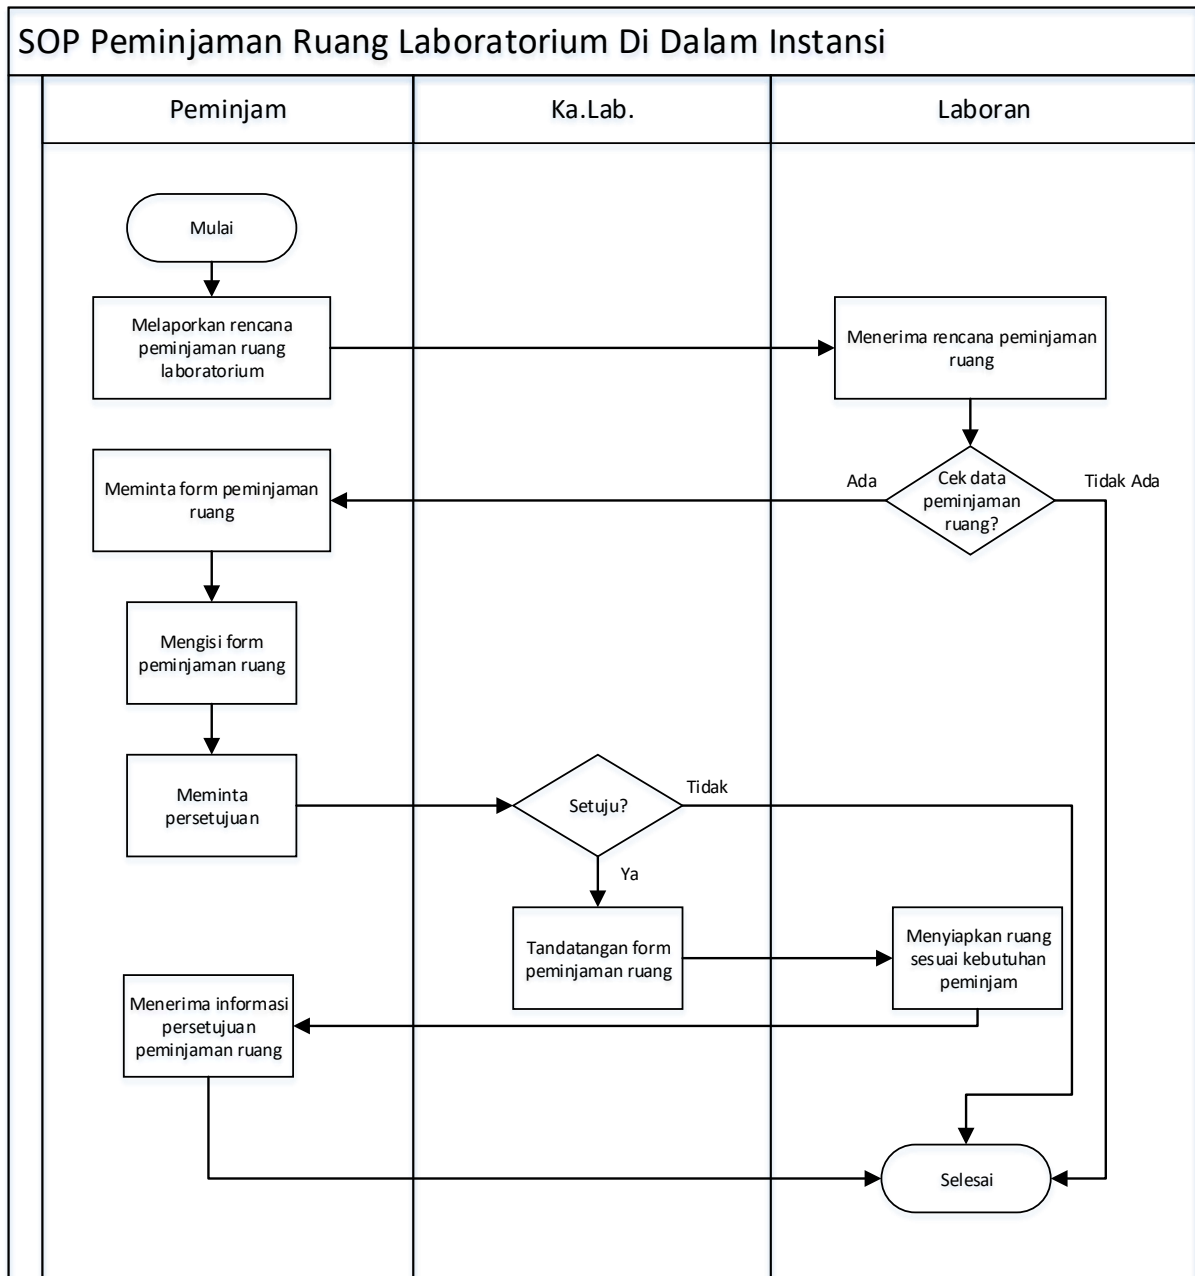 SOP Peminjaman Ruang Laboratorium Di Dalam Instansi
Peminjam
Ka.Lab.
Laboran
Mulai
Melaporkan rencana
peminjaman ruang
laboratorium
Menerima rencana peminjaman
ruang
Meminta form peminjaman
ruang
Ada
Cek data
peminjaman
ruang?
Tidak Ada
Mengisi form
peminjaman ruang
Meminta
persetujuan
Setuju?
Tidak
Ya
Tandatangan form
peminjaman ruang
Menyiapkan ruang
sesuai kebutuhan
peminjam
Menerima informasi
persetujuan
peminjaman ruang
Selesai